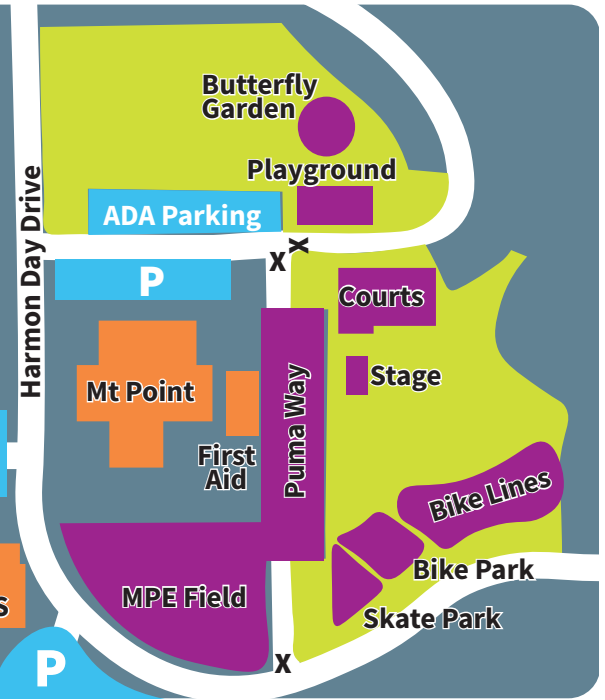 Butterfly
Garden
Playground
ADA Parking
Harmon Day Drive
X
X
P
Courts
Mt Point
Stage
Puma Way
First
Aid
Bike Lines
Bike Park
MPE Field
Skate Park
s
X
P